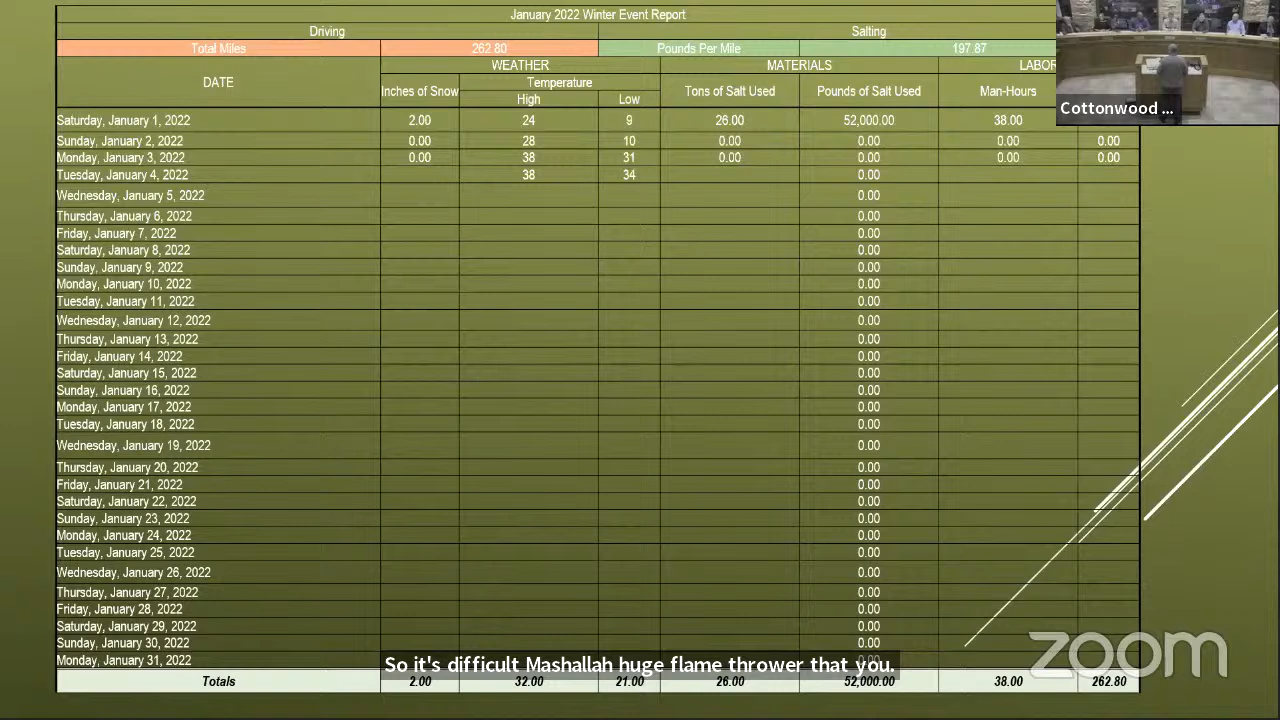 January 2022 Winter Event Report
Driving Salting
Total Miles 262.80 Pounds Per Mile 197.87
DATE WEATHER MATERIALS LABOR
Inches of Snow Temperature Tons of Salt Used Pounds of Salt Used Man-Hours
High Low
Saturday, January 1, 2022 2.00 24 9 26.00 52,000.00 38.00
Sunday, January 2, 2022 0.00 28 10 0.00 0.00 0.00 0.00
Monday, January 3, 2022 0.00 38 31 0.00 0.00 0.00 0.00
Tuesday, January 4, 2022 38 34 0.00
Wednesday, January 5, 2022 0.00
Thursday, January 6, 2022 0.00
Friday, January 7, 2022 0.00
Saturday, January 8, 2022 0.00
Sunday, January 9, 2022 0.00
Monday, January 10, 2022 0.00
Tuesday, January 11, 2022 0.00
Wednesday, January 12, 2022 0.00
Thursday, January 13, 2022 0.00
Friday, January 14, 2022 0.00
Saturday, January 15, 2022 0.00
Sunday, January 16, 2022 0.00
Monday, January 17, 2022 0.00
Tuesday, January 18, 2022 0.00
Wednesday, January 19, 2022 0.00
Thursday, January 20, 2022 0.00
Friday, January 21, 2022 0.00
Saturday, January 22, 2022 0.00
Sunday, January 23, 2022 0.00
Monday, January 24, 2022 0.00
Tuesday, January 25, 2022 0.00
Wednesday, January 26, 2022 0.00
Thursday, January 27, 2022 0.00
Friday, January 28, 2022 0.00
Saturday, January 29, 2022 0.00
Sunday, January 30, 2022 0.00
Monday, January 31, 2022
Totals 2.00 32.00 21.00 26.00 52,000.00 38.00 262.80
Cottonwood ...
So it's difficult Mashallah huge flame thrower that you.
zoom